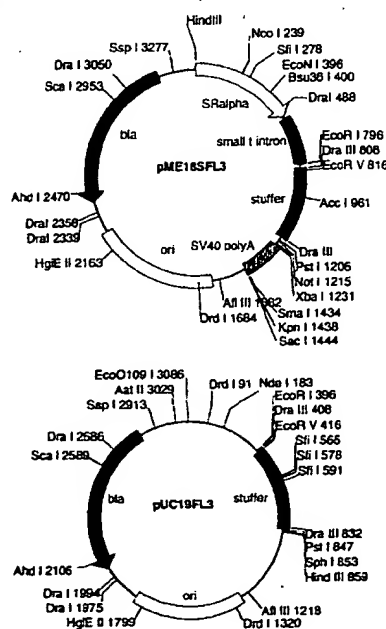 HindIII
Nco I 239
Ssp I 3277
Sfi I 278
EcoN I 396
Dra I 3050
Bsu36 I 400
Sca I 2953
DraI 488
SRalpha
bla
small t intron
EcoR I 796
Dra III 808
pME18SFL3
EcoR V 816
stuffer
Acc I 961
Ahd I 2470
DraI 2358
DraI 2339
ori
SV40 polyA
Dra III
Pst I 1206
HgiE II 2163
Not I 1215
Afl III
Xba I 1231
Drd I 1684
Sma I 1434
Kpn I 1438
Sac I 1444
EcoO109 I 3086
Drd I 91
Nde I 183
Aat II 3029
EcoR I 396
Ssp I 2913
Dra III 408
EcoR V 416
Dra I 2586
Sfi I 565
Sfi I 578
Sca I 2589
Sfi I 591
bla
pUC19FL3
stuffer
Dra III 832
Pst I 847
Ahd I 2106
Sph I 853
Hind III 859
Dra I 1994
Dra I 1975
ori
Afl III 1218
HgiE II 1799
Drd I 1320